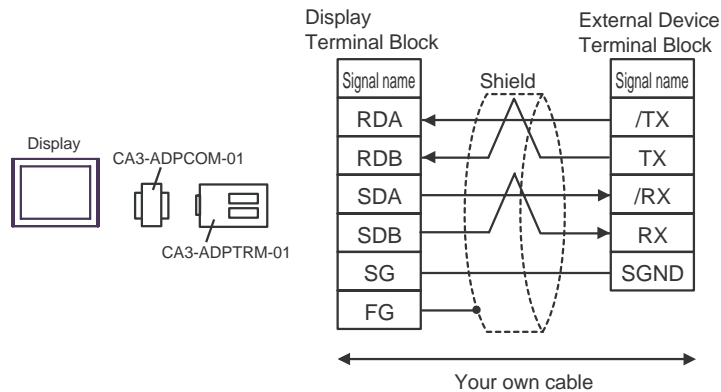 Display
Terminal Block
External Device
Terminal Block
Signal name
Shield
Signal name
RDA
/TX
RDB
TX
SDA
/RX
SDB
RX
SG
SGND
FG
Your own cable
Display
CA3-ADPCOM-01
CA3-ADPTRM-01